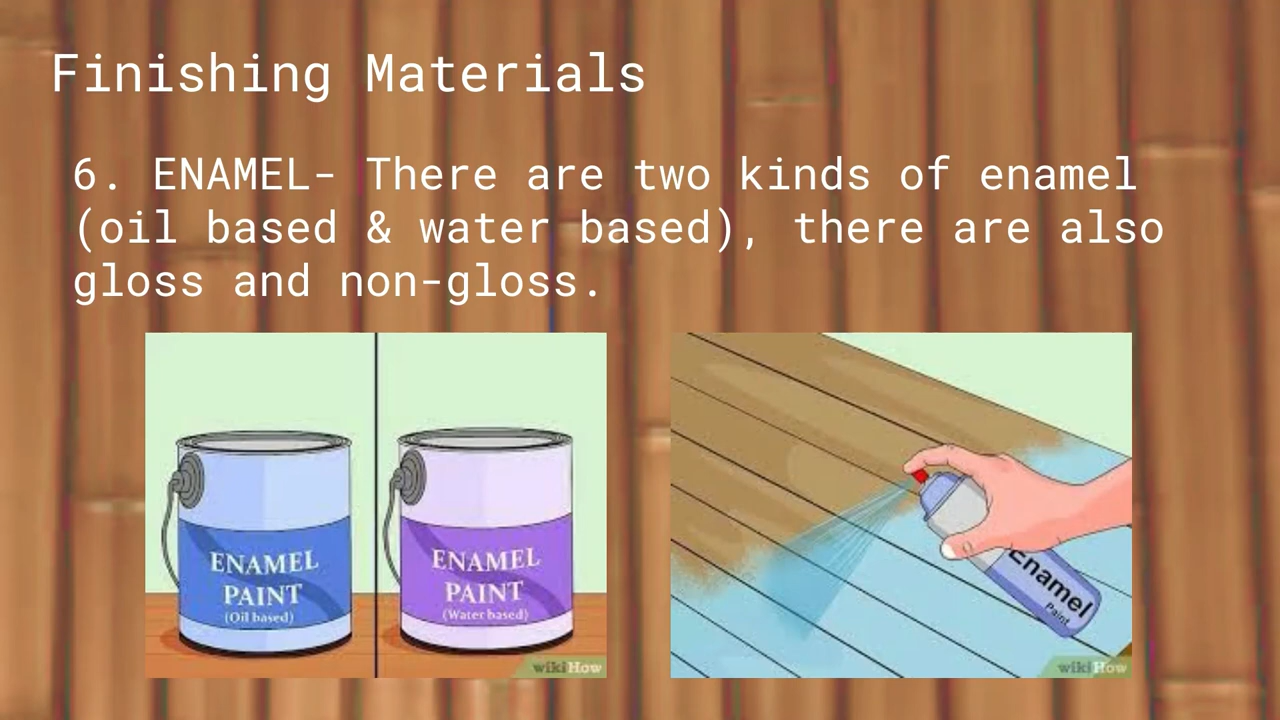 Finishing Materials
6. ENAMEL- There are two kinds of enamel
(oil based & water based), there are also
gloss and non-gloss.
ENAMEL
PAINT
(Oil based)
ENAMEL
PAINT
(Water based)
wikiHow
Enamel
Paint
wikiHow